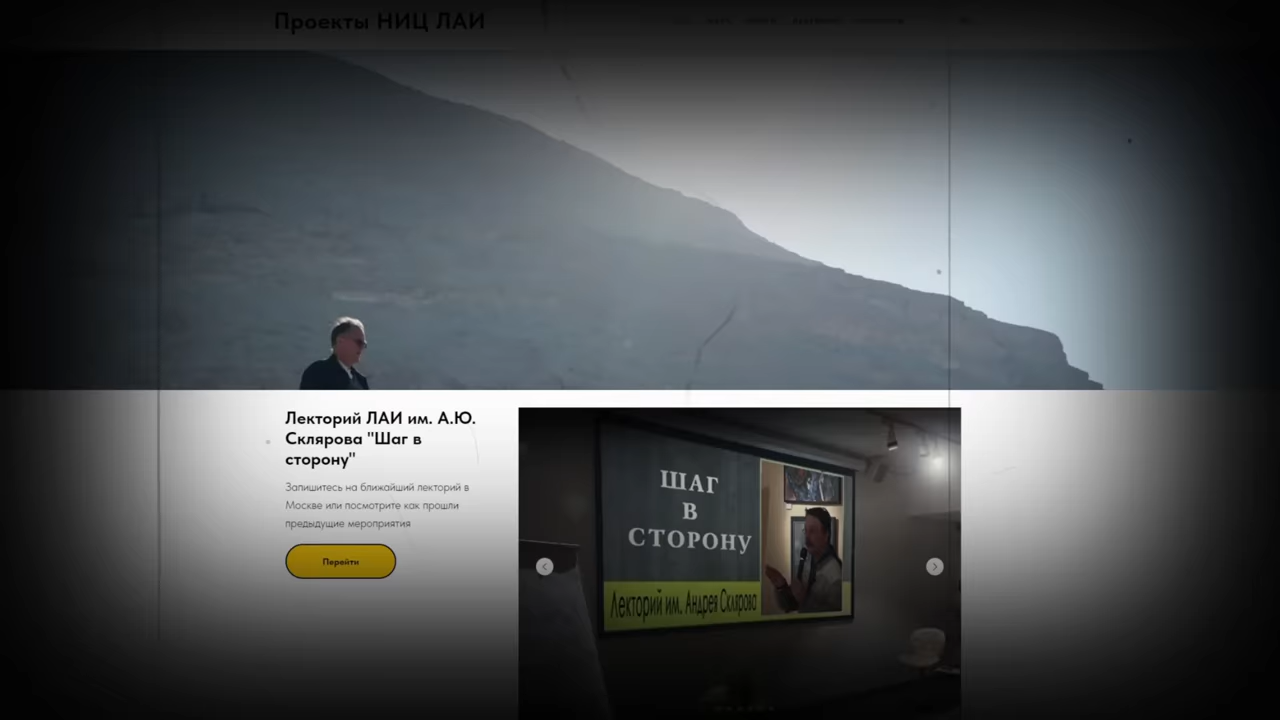 Проекты НИЦ ЛАИ
Лекторий ЛАИ им. А.Ю.
Склярова "Шаг в
сторону"
Запишитесь на ближайший лекторий в
Москве или посмотрите как прошли
предыдущие мероприятия
Перейти
ШАГ
В
СТОРОНУ
Лекторий им. Андрея Склярова